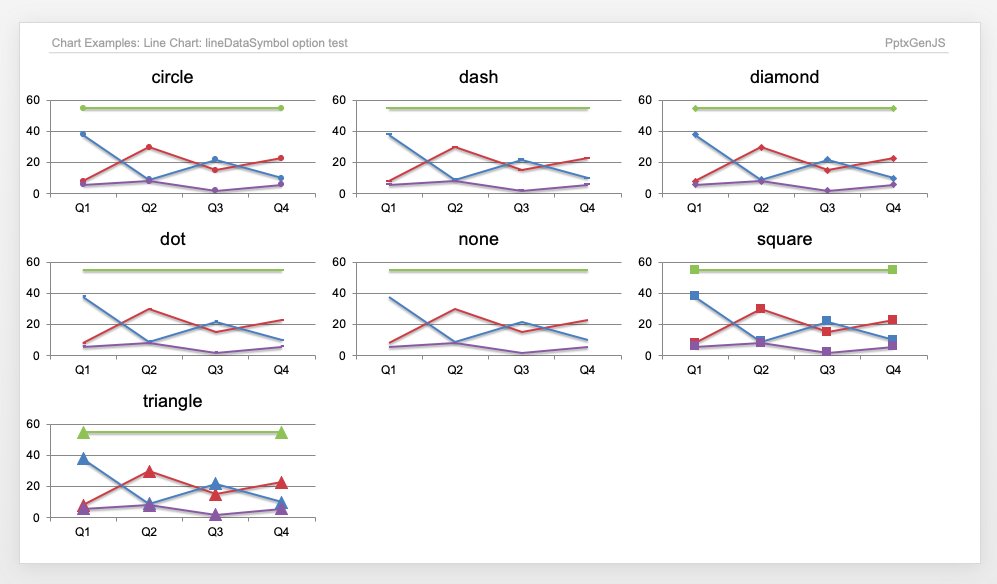 Chart Examples: Line Chart: lineDataSymbol option test
PptxGenJS
circle
60
40
20
0
Q1 Q2 Q3 Q4
dash
60
40
20
0
Q1 Q2 Q3 Q4
diamond
60
40
20
0
Q1 Q2 Q3 Q4
dot
60
40
20
0
Q1 Q2 Q3 Q4
none
60
40
20
0
Q1 Q2 Q3 Q4
square
60
40
20
0
Q1 Q2 Q3 Q4
triangle
60
40
20
0
Q1 Q2 Q3 Q4